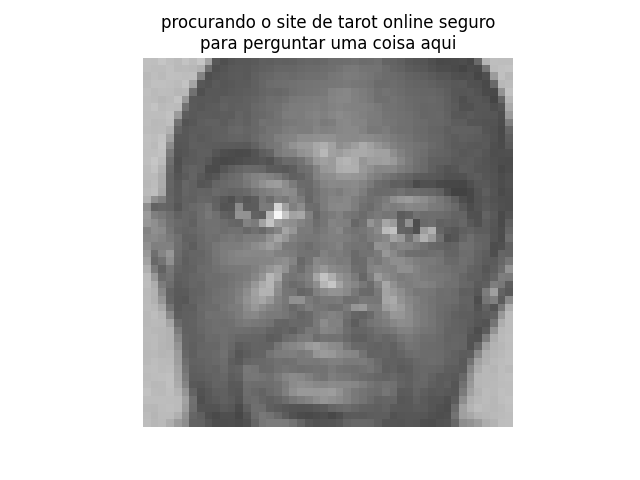 procurando o site de tarot online seguro
para perguntar uma coisa aqui